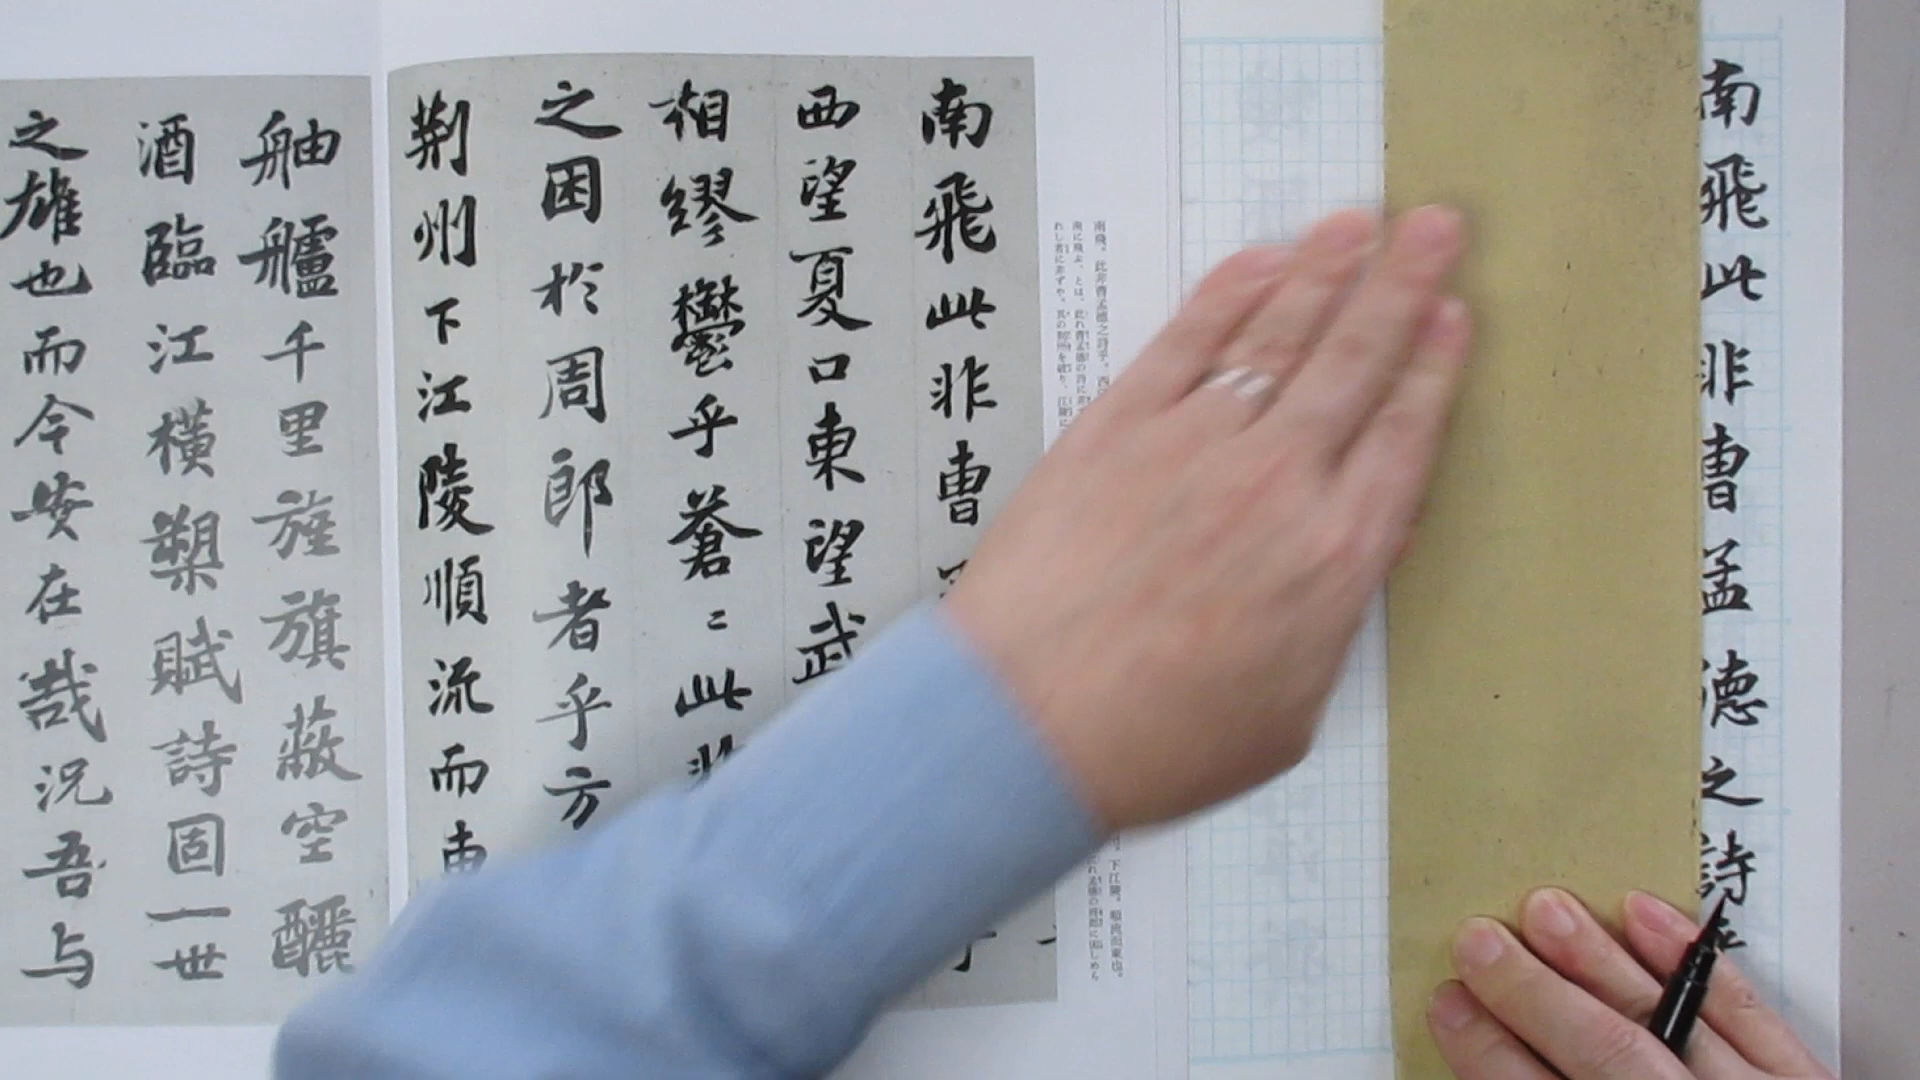 南飛此非曹孟德之詩
南飛此非曹
西望夏口東望武
相繆欝乎蒼〻此非
之困於周郎者乎方
荆州下江陵順流而東
舳艫千里旌旗蔽空釃
酒臨江横槊賦詩固一世
之雄也而今安在哉況吾与